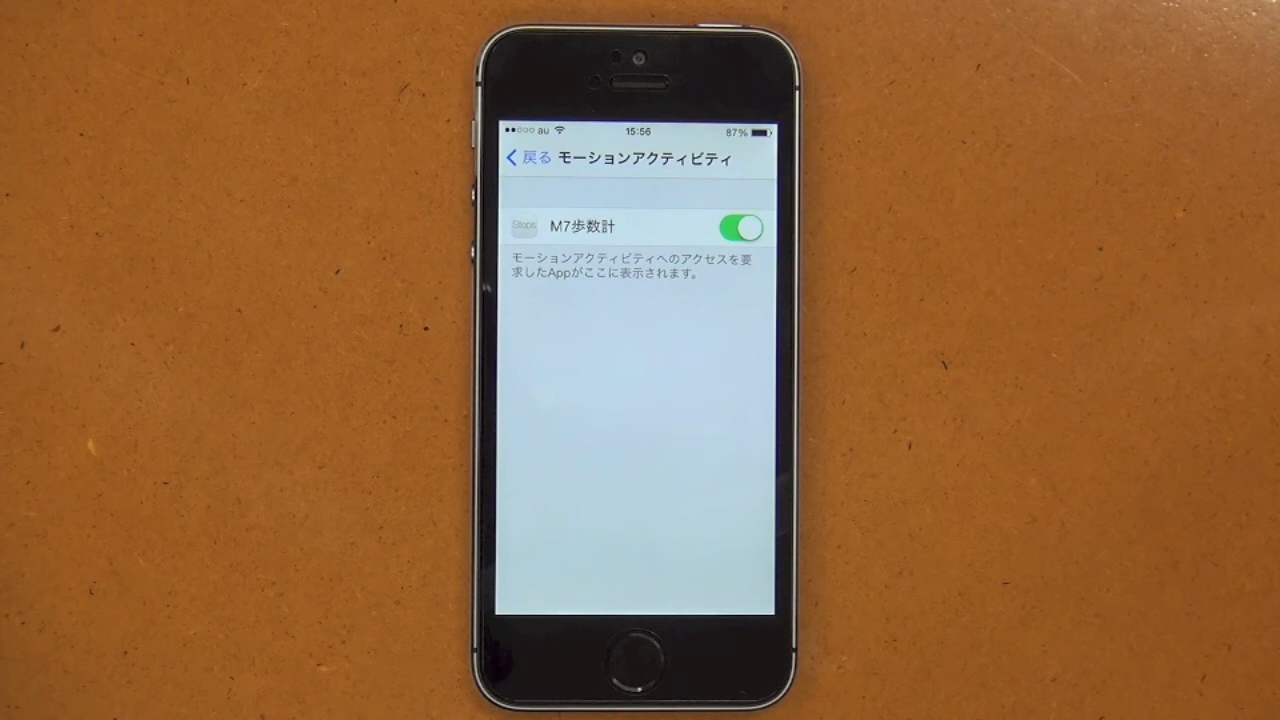 au 15:56 87%
戻る モーションアクティビティ
Steps M7歩数計
モーションアクティビティへのアクセスを要
求したAppがここに表示されます。